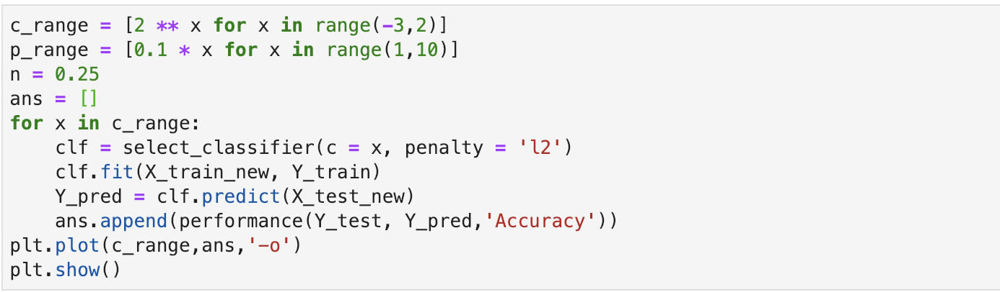 c_range = [2 ** x for x in range(-3,2)]
p_range = [0.1 * x for x in range(1,10)]
n = 0.25
ans = []
for x in c_range:
    clf = select_classifier(c = x, penalty = 'l2')
    clf.fit(X_train_new, Y_train)
    Y_pred = clf.predict(X_test_new)
    ans.append(performance(Y_test, Y_pred,'Accuracy'))
plt.plot(c_range,ans,'-o')
plt.show()